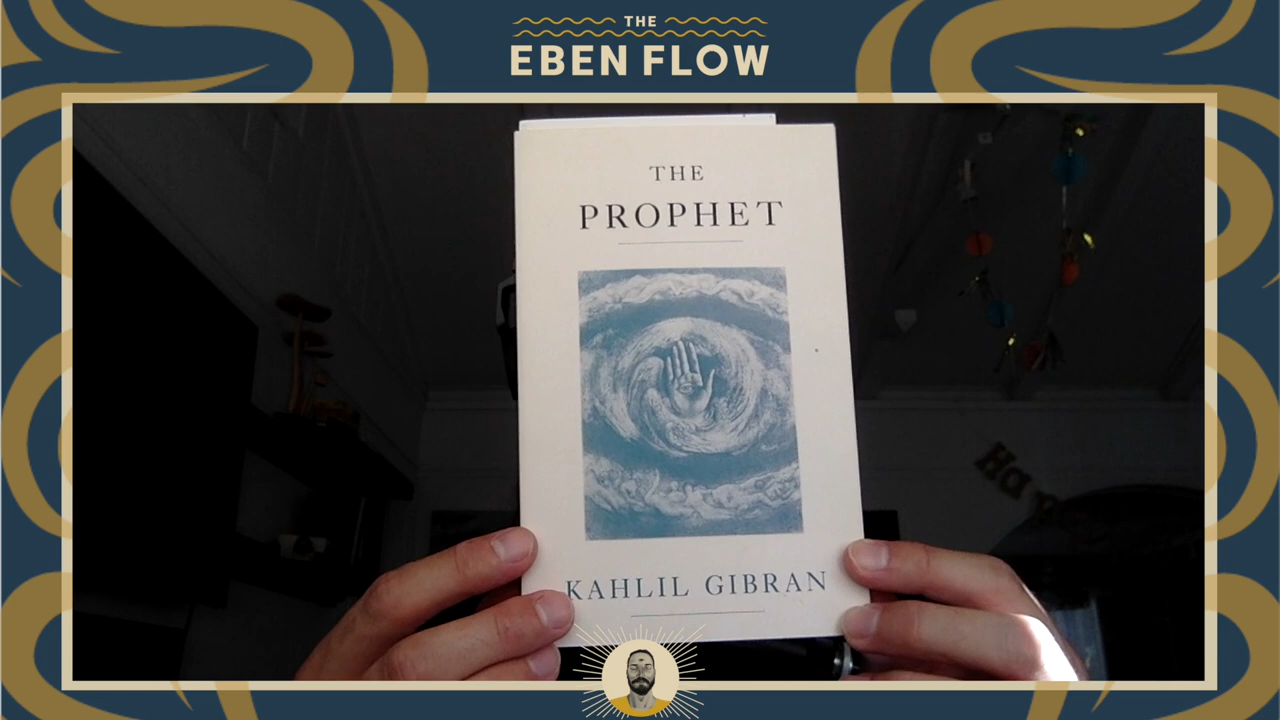 THE
EBEN FLOW
THE
PROPHET
KAHLIL GIBRAN